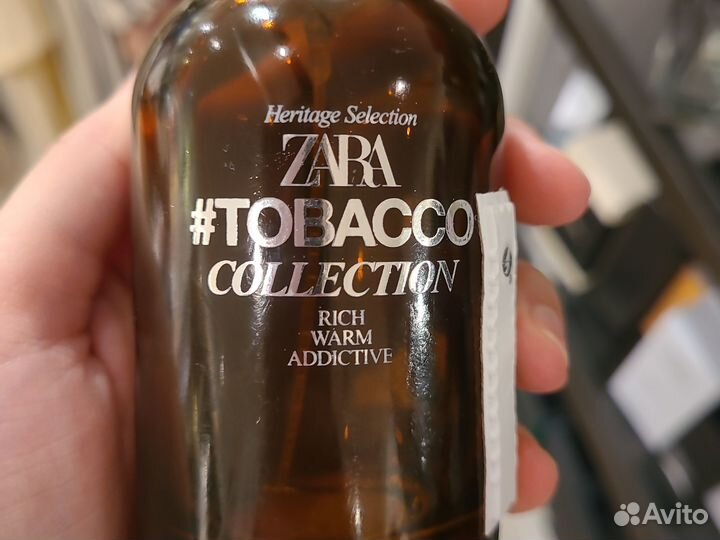 Heritage Selection
ZARA
#TOBACCO
COLLECTION
RICH
WARM
ADDICTIVE
Avito